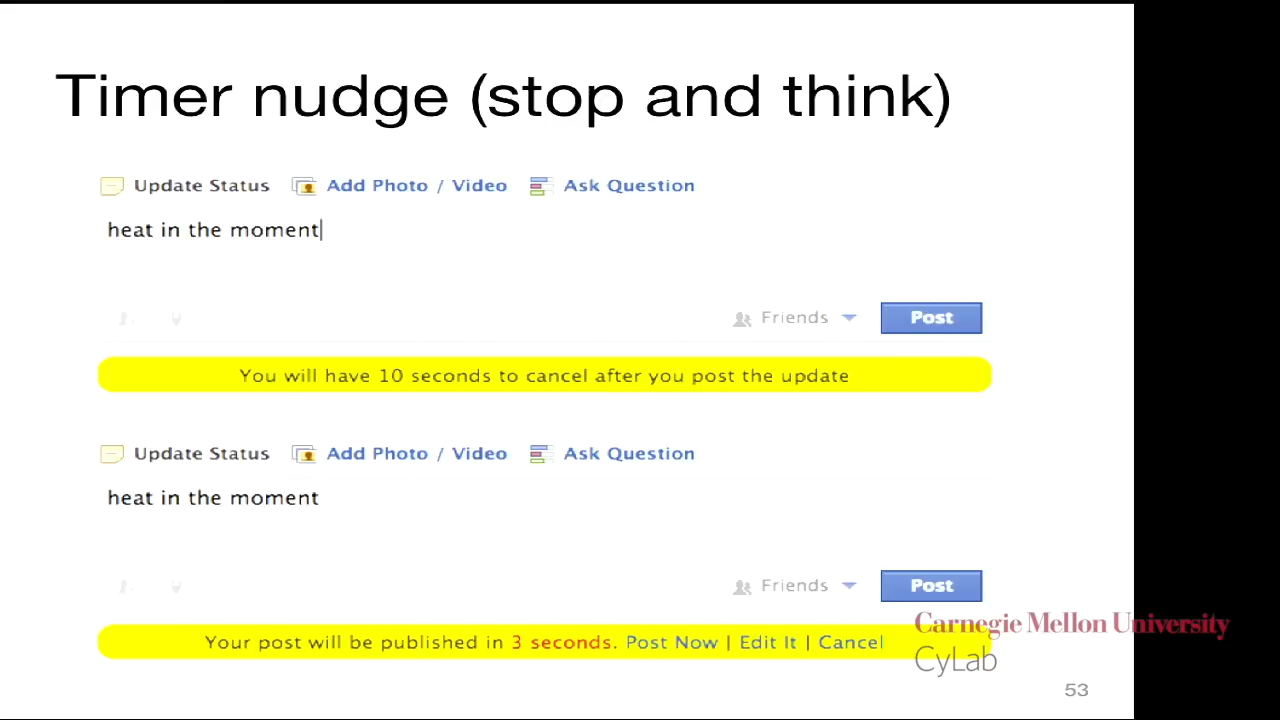 Timer nudge (stop and think)
Update Status Add Photo / Video Ask Question
heat in the moment
Friends Post
You will have 10 seconds to cancel after you post the update
Update Status Add Photo / Video Ask Question
heat in the moment
Friends Post
Your post will be published in 3 seconds. Post Now | Edit It | Cancel
Carnegie Mellon University
CyLab
53